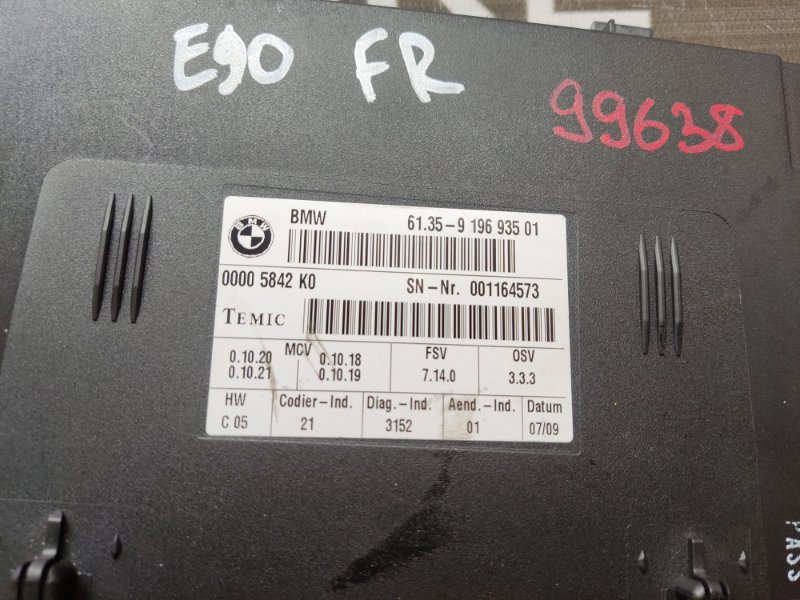 E90 FR
99638
BMW
BMW 61.35-9 196 935 01
0000 5842 K0 SN-Nr. 001164573
TEMIC
MCV FSV OSV
0.10.20 0.10.18
0.10.21 0.10.19 7.14.0 3.3.3
HW Codier-Ind. Diag.-Ind. Aend.-Ind. Datum
C 05 21 3152 01 07/09
PASS